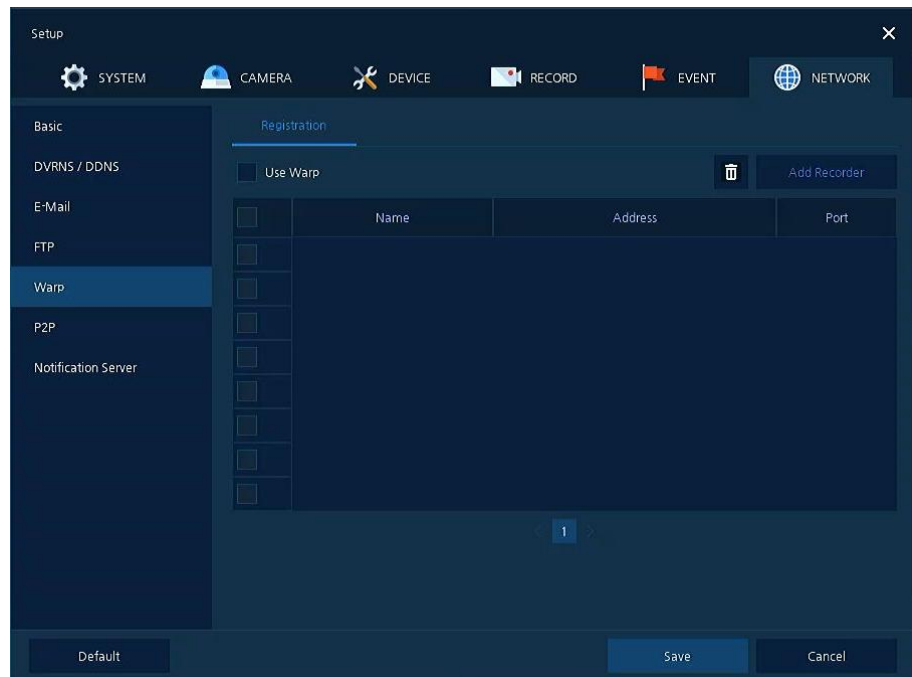 Setup
SYSTEM CAMERA DEVICE RECORD EVENT NETWORK
Basic
DVRNS / DDNS
E-Mail
FTP
Warp
P2P
Notification Server
Registration
Use Warp
Add Recorder
Name Address Port
1
Default Save Cancel